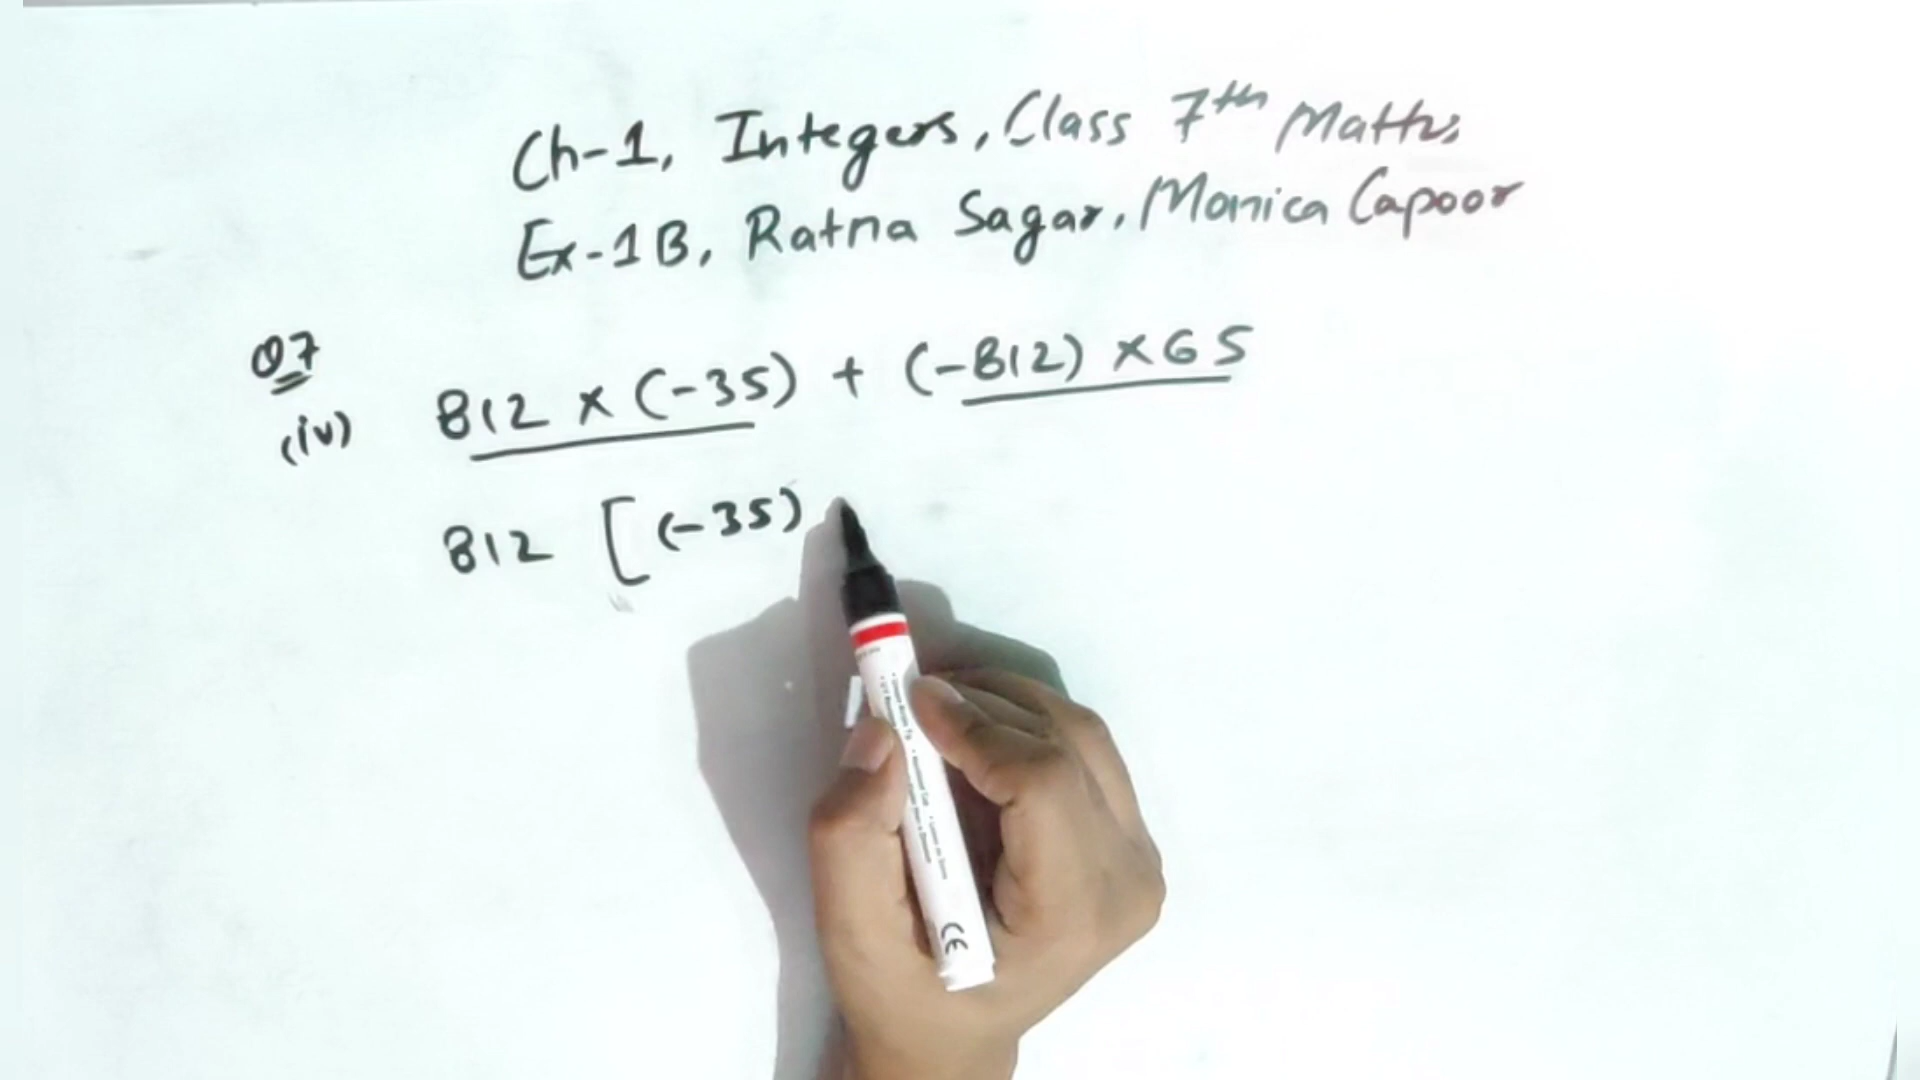 Ch-1, Integers, Class 7th Maths
Ex-1B, Ratna Sagar, Monica Capoor
Q7
(iv) 812 × (-35) + (-812) × 65
812 [(-35)
CE